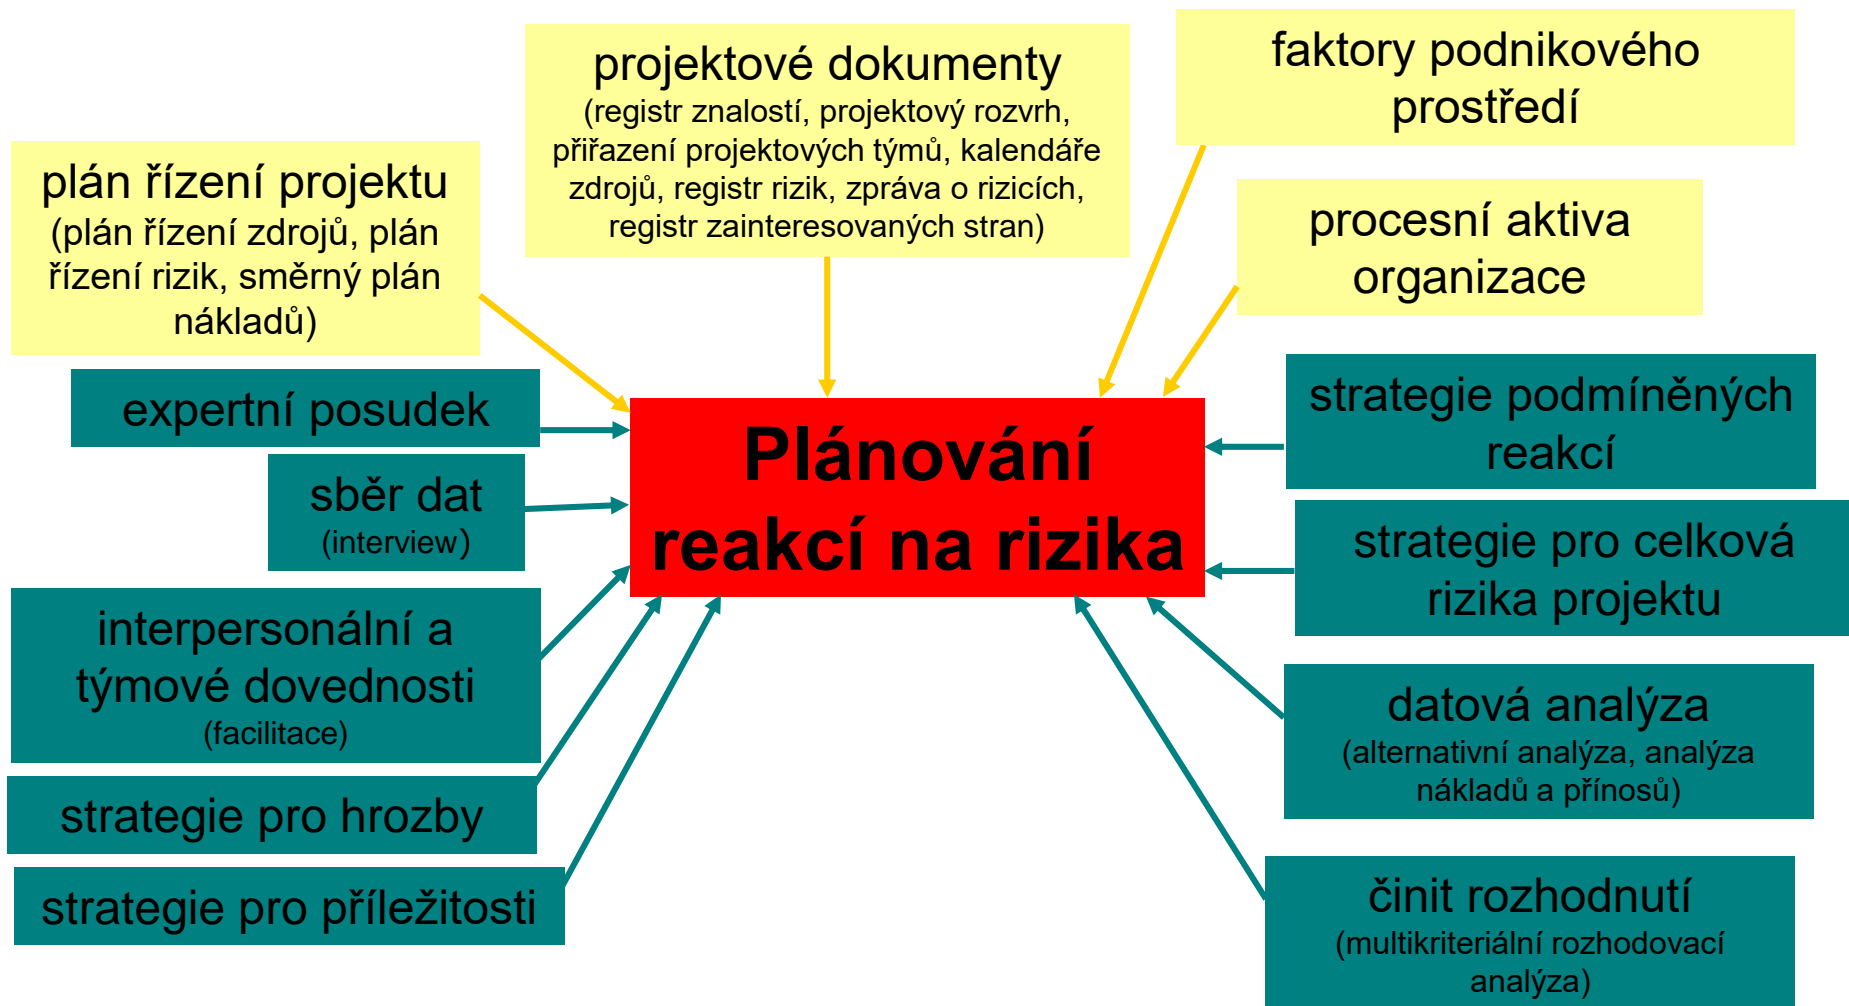 projektové dokumenty
(registr znalostí, projektový rozvrh,
přiřazení projektových týmů, kalendáře
zdrojů, registr rizik, zpráva o rizicích,
registr zainteresovaných stran)
faktory podnikového
prostředí
plán řízení projektu
(plán řízení zdrojů, plán
řízení rizik, směrný plán
nákladů)
procesní aktiva
organizace
expertní posudek
sběr dat
(interview)
interpersonální a
týmové dovednosti
(facilitace)
strategie pro hrozby
strategie pro příležitosti
Plánování
reakcí na rizika
strategie podmíněných
reakcí
strategie pro celková
rizika projektu
datová analýza
(alternativní analýza, analýza
nákladů a přínosů)
činit rozhodnutí
(multikriteriální rozhodovací
analýza)